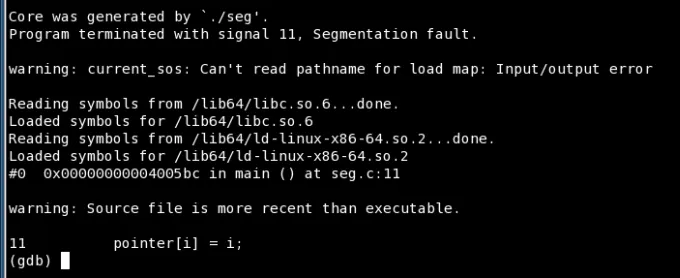 Core was generated by `./seg'.
Program terminated with signal 11, Segmentation fault.
warning: current_sos: Can't read pathname for load map: Input/output error
Reading symbols from /lib64/libc.so.6...done.
Loaded symbols for /lib64/libc.so.6
Reading symbols from /lib64/ld-linux-x86-64.so.2...done.
Loaded symbols for /lib64/ld-linux-x86-64.so.2
#0  0x00000000004005bc in main () at seg.c:11
warning: Source file is more recent than executable.
11          pointer[i] = i;
(gdb)